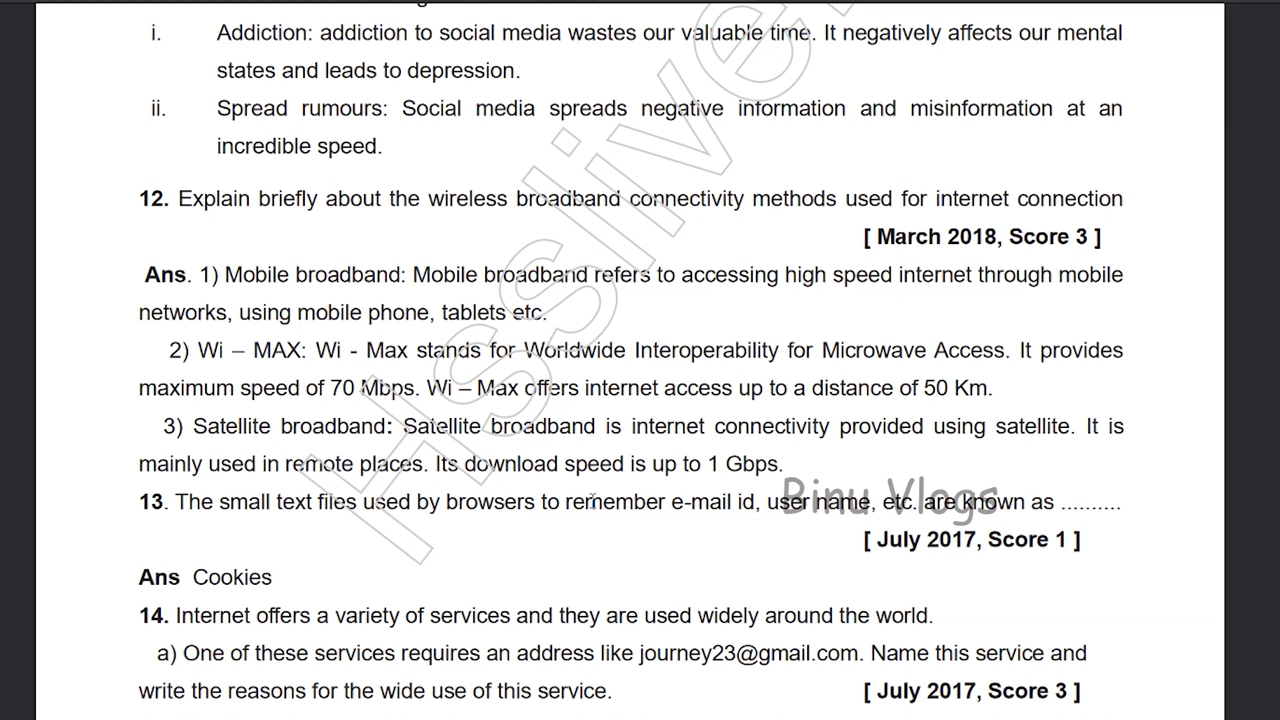 i. Addiction: addiction to social media wastes our valuable time. It negatively affects our mental
states and leads to depression.
ii. Spread rumours: Social media spreads negative information and misinformation at an
incredible speed.
12. Explain briefly about the wireless broadband connectivity methods used for internet connection
[ March 2018, Score 3 ]
Ans. 1) Mobile broadband: Mobile broadband refers to accessing high speed internet through mobile
networks, using mobile phone, tablets etc.
2) Wi – MAX: Wi - Max stands for Worldwide Interoperability for Microwave Access. It provides
maximum speed of 70 Mbps. Wi – Max offers internet access up to a distance of 50 Km.
3) Satellite broadband: Satellite broadband is internet connectivity provided using satellite. It is
mainly used in remote places. Its download speed is up to 1 Gbps.
13. The small text files used by browsers to remember e-mail id, user name, etc. are known as ..........
Binu Vlogs
[ July 2017, Score 1 ]
Ans Cookies
14. Internet offers a variety of services and they are used widely around the world.
a) One of these services requires an address like journey23@gmail.com. Name this service and
write the reasons for the wide use of this service. [ July 2017, Score 3 ]
Hsslive